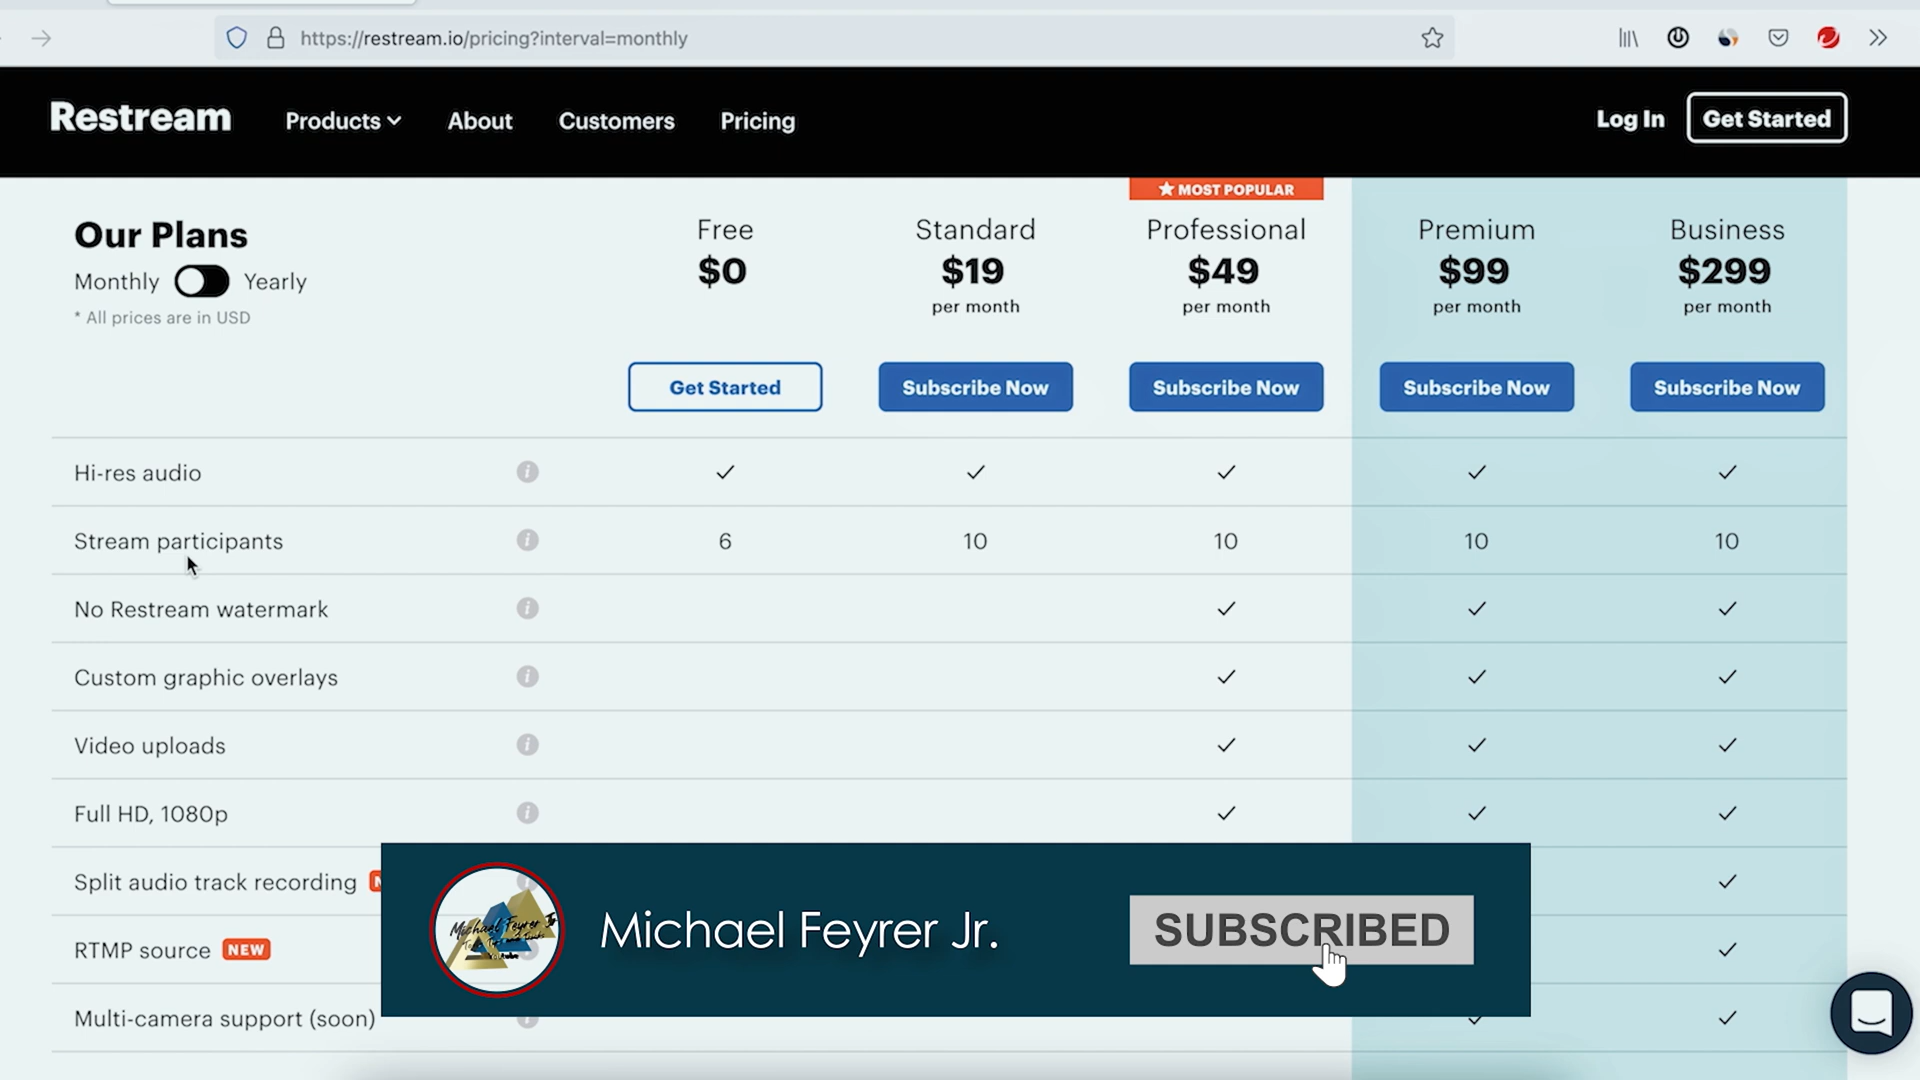 https://restream.io/pricing?interval=monthly
Restream Products About Customers Pricing Log In Get Started
MOST POPULAR
Our Plans
Monthly Yearly
* All prices are in USD
Free Standard Professional Premium Business
$0 $19 $49 $99 $299
per month per month per month per month
Get Started Subscribe Now Subscribe Now Subscribe Now Subscribe Now
Hi-res audio
Stream participants 6 10 10 10 10
No Restream watermark
Custom graphic overlays
Video uploads
Full HD, 1080p
Split audio track recording
RTMP source NEW
Multi-camera support (soon)
Michael Feyrer Jr
Michael Feyrer Jr. SUBSCRIBED